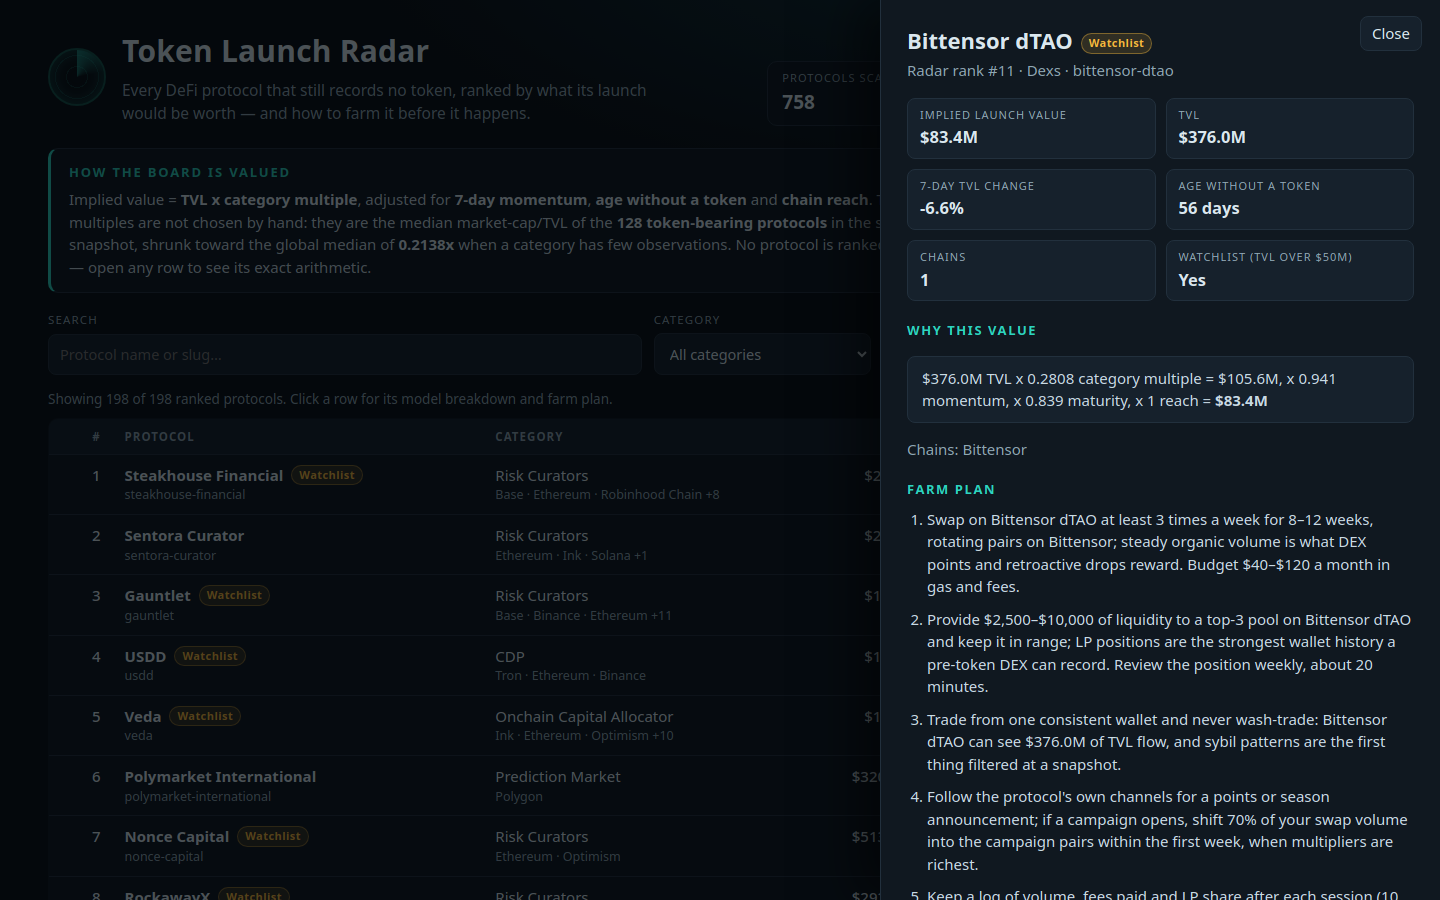 Token Launch Radar
Every DeFi protocol that still records no token, ranked by what its launch
would be worth — and how to farm it before it happens.
PROTOCOLS
758
HOW THE BOARD IS VALUED
Implied value = TVL x category multiple, adjusted for 7-day momentum, age without a token and chain reach.
multiples are not chosen by hand: they are the median market-cap/TVL of the 128 token-bearing protocols in the
snapshot, shrunk toward the global median of 0.2138x when a category has few observations. No protocol is ranked
— open any row to see its exact arithmetic.
SEARCH
CATEGORY
Protocol name or slug...
All categories
Showing 198 of 198 ranked protocols. Click a row for its model breakdown and farm plan.
# PROTOCOL CATEGORY
1 Steakhouse Financial Watchlist Risk Curators
steakhouse-financial Base · Ethereum · Robinhood Chain +8
2 Sentora Curator Risk Curators
sentora-curator Ethereum · Ink · Solana +1
3 Gauntlet Watchlist Risk Curators
gauntlet Base · Binance · Ethereum +11
4 USDD Watchlist CDP
usdd Tron · Ethereum · Binance
5 Veda Watchlist Onchain Capital Allocator
veda Ink · Ethereum · Optimism +10
6 Polymarket International Prediction Market
polymarket-international Polygon
7 Nonce Capital Watchlist Risk Curators
nonce-capital Ethereum · Optimism
8 RockawayX Watchlist Risk Curators
Bittensor dTAO Watchlist
Close
Radar rank #11 · Dexs · bittensor-dtao
IMPLIED LAUNCH VALUE
$83.4M
TVL
$376.0M
7-DAY TVL CHANGE
-6.6%
AGE WITHOUT A TOKEN
56 days
CHAINS
1
WATCHLIST (TVL OVER $50M)
Yes
WHY THIS VALUE
$376.0M TVL x 0.2808 category multiple = $105.6M, x 0.941
momentum, x 0.839 maturity, x 1 reach = $83.4M
Chains: Bittensor
FARM PLAN
1. Swap on Bittensor dTAO at least 3 times a week for 8–12 weeks,
rotating pairs on Bittensor; steady organic volume is what DEX
points and retroactive drops reward. Budget $40–$120 a month in
gas and fees.
2. Provide $2,500–$10,000 of liquidity to a top-3 pool on Bittensor dTAO
and keep it in range; LP positions are the strongest wallet history a
pre-token DEX can record. Review the position weekly, about 20
minutes.
3. Trade from one consistent wallet and never wash-trade: Bittensor
dTAO can see $376.0M of TVL flow, and sybil patterns are the first
thing filtered at a snapshot.
4. Follow the protocol's own channels for a points or season
announcement; if a campaign opens, shift 70% of your swap volume
into the campaign pairs within the first week, when multipliers are
richest.
5. Keep a log of volume, fees paid and LP share after each session (10